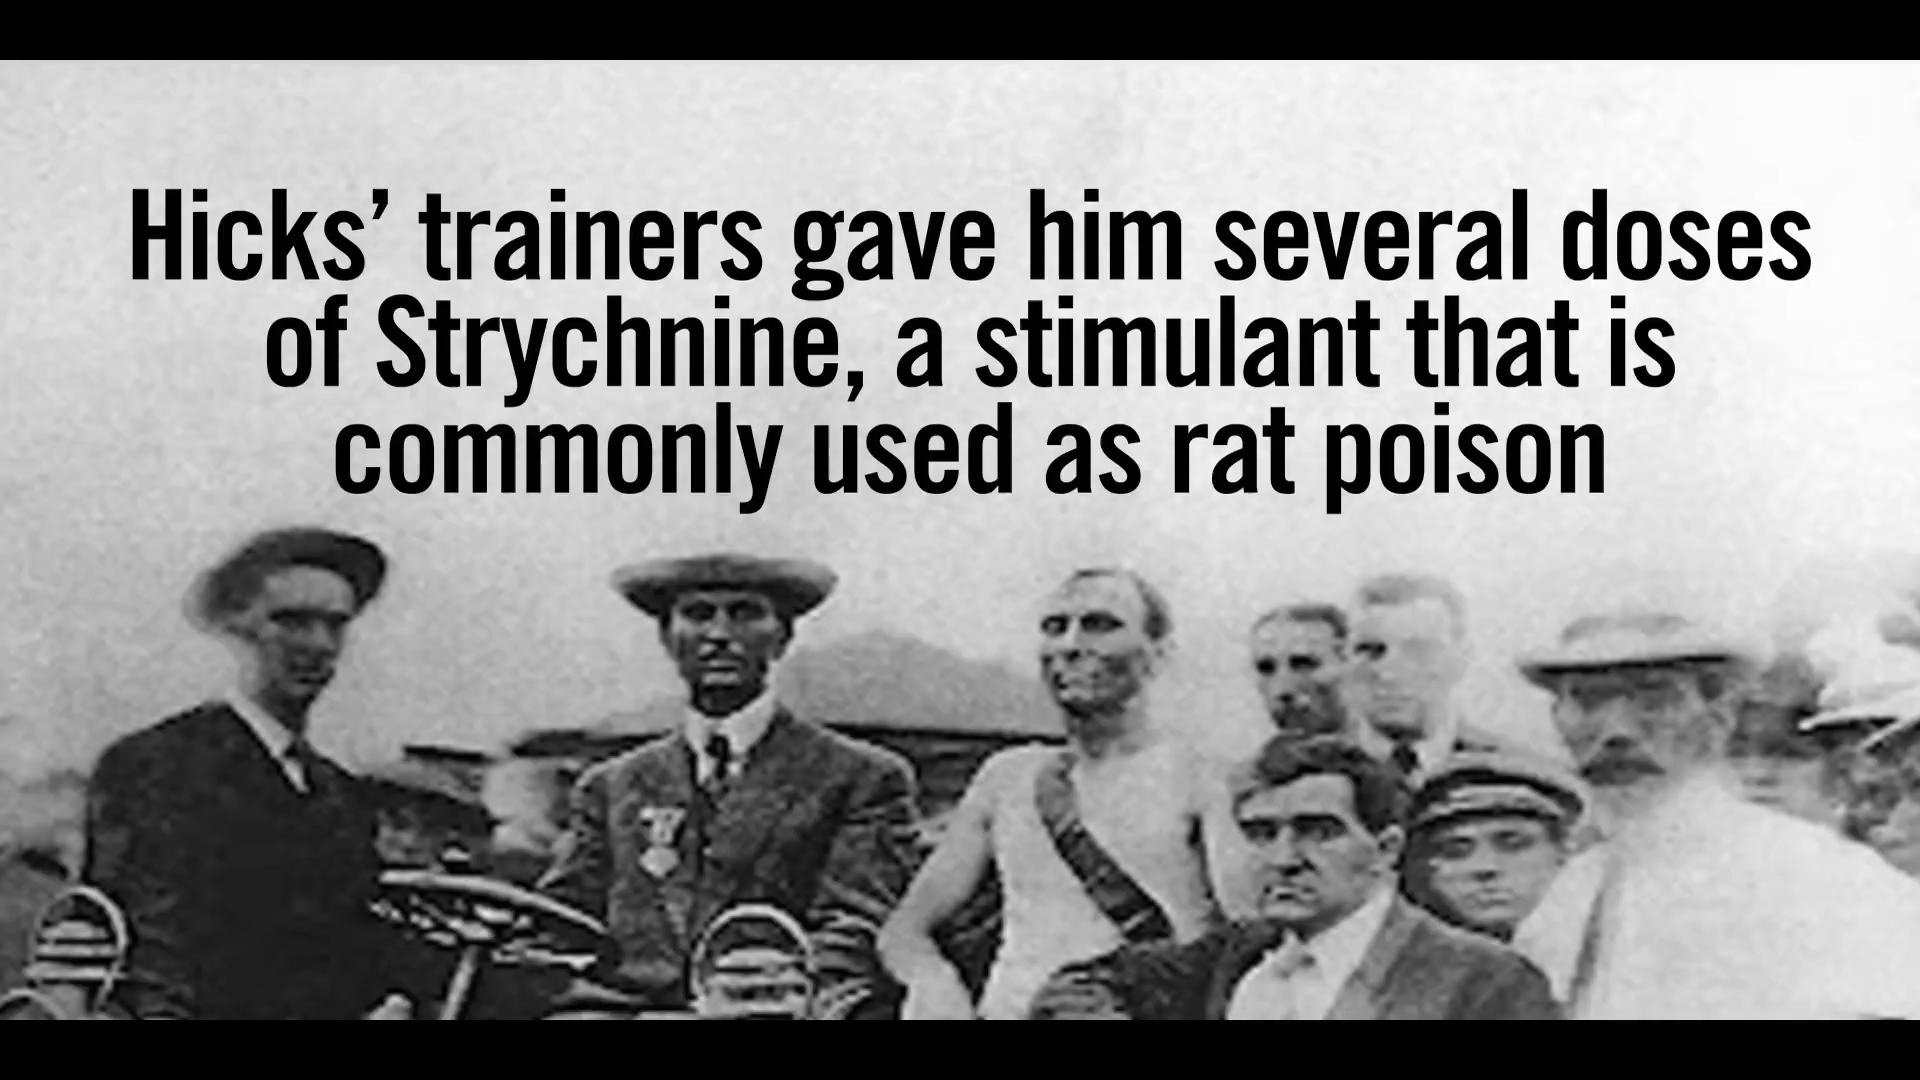 Hicks’ trainers gave him several doses
of Strychnine, a stimulant that is
commonly used as rat poison